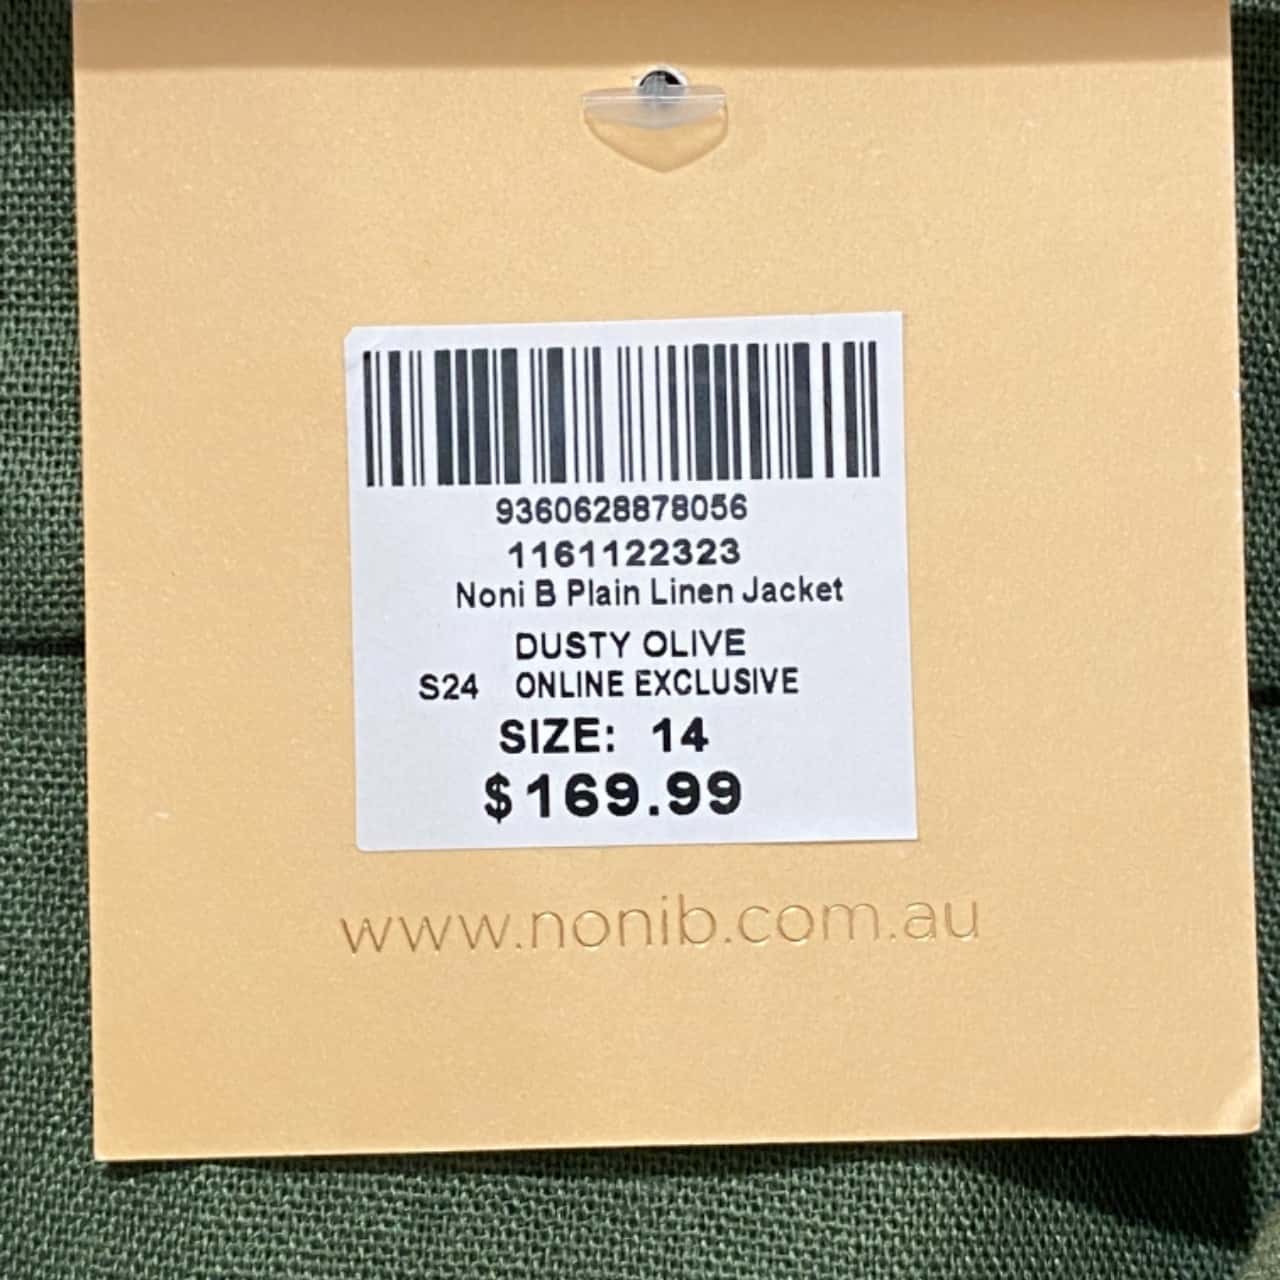 9360628878056
1161122323
Noni B Plain Linen Jacket
DUSTY OLIVE
S24 ONLINE EXCLUSIVE
SIZE: 14
$169.99
www.nonib.com.au